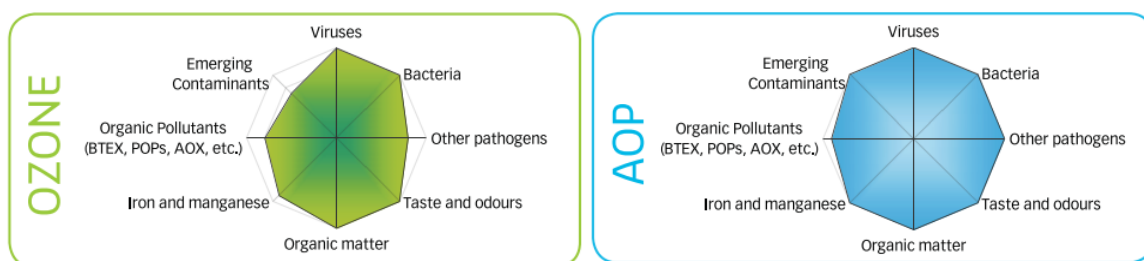 OZONE
Viruses
Emerging
Contaminants
Bacteria
Organic Pollutants
(BTEX, POPs, AOX, etc.)
Other pathogens
Iron and manganese
Taste and odours
Organic matter
AOP
Viruses
Emerging
Contaminants
Bacteria
Organic Pollutants
(BTEX, POPs, AOX, etc.)
Other pathogens
Iron and manganese
Taste and odours
Organic matter